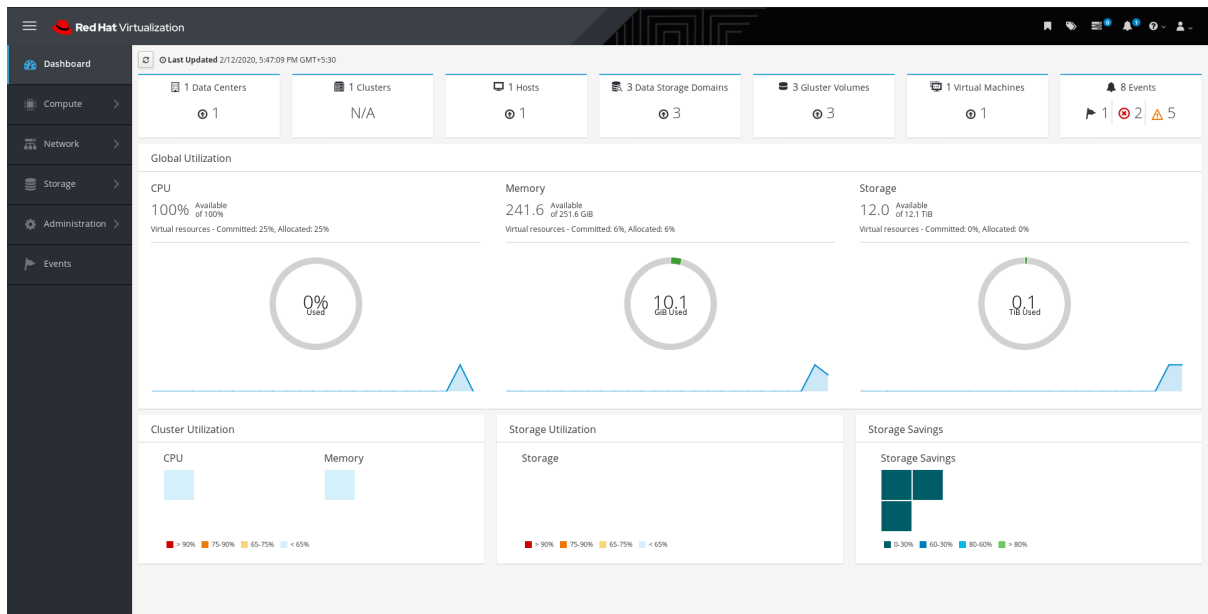 Red Hat Virtualization
0
1
Dashboard
Compute
Network
Storage
Administration
Events
Last Updated 2/12/2020, 5:47:09 PM GMT+5:30
1 Data Centers
1
1 Clusters
N/A
1 Hosts
1
3 Data Storage Domains
3
3 Gluster Volumes
3
1 Virtual Machines
1
8 Events
1 2 5
Global Utilization
CPU
100% Available of 100%
Virtual resources - Committed: 25%, Allocated: 25%
0%
Used
Memory
241.6 Available of 251.6 GiB
Virtual resources - Committed: 6%, Allocated: 6%
10.1
GiB Used
Storage
12.0 Available of 12.1 TiB
Virtual resources - Committed: 0%, Allocated: 0%
0.1
TiB Used
Cluster Utilization
CPU Memory
> 90% 75-90% 65-75% < 65%
Storage Utilization
Storage
> 90% 75-90% 65-75% < 65%
Storage Savings
Storage Savings
0-30% 60-30% 80-60% > 80%